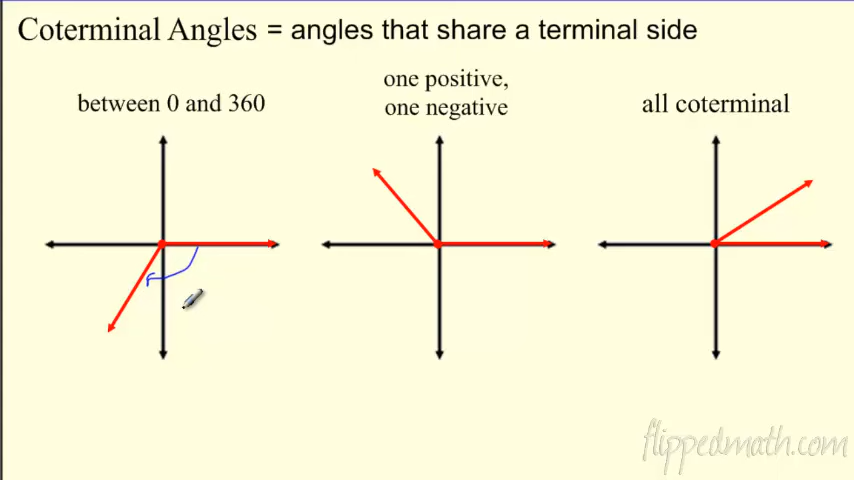 Coterminal Angles = angles that share a terminal side
between 0 and 360
one positive,
one negative
all coterminal
flippedmath.com